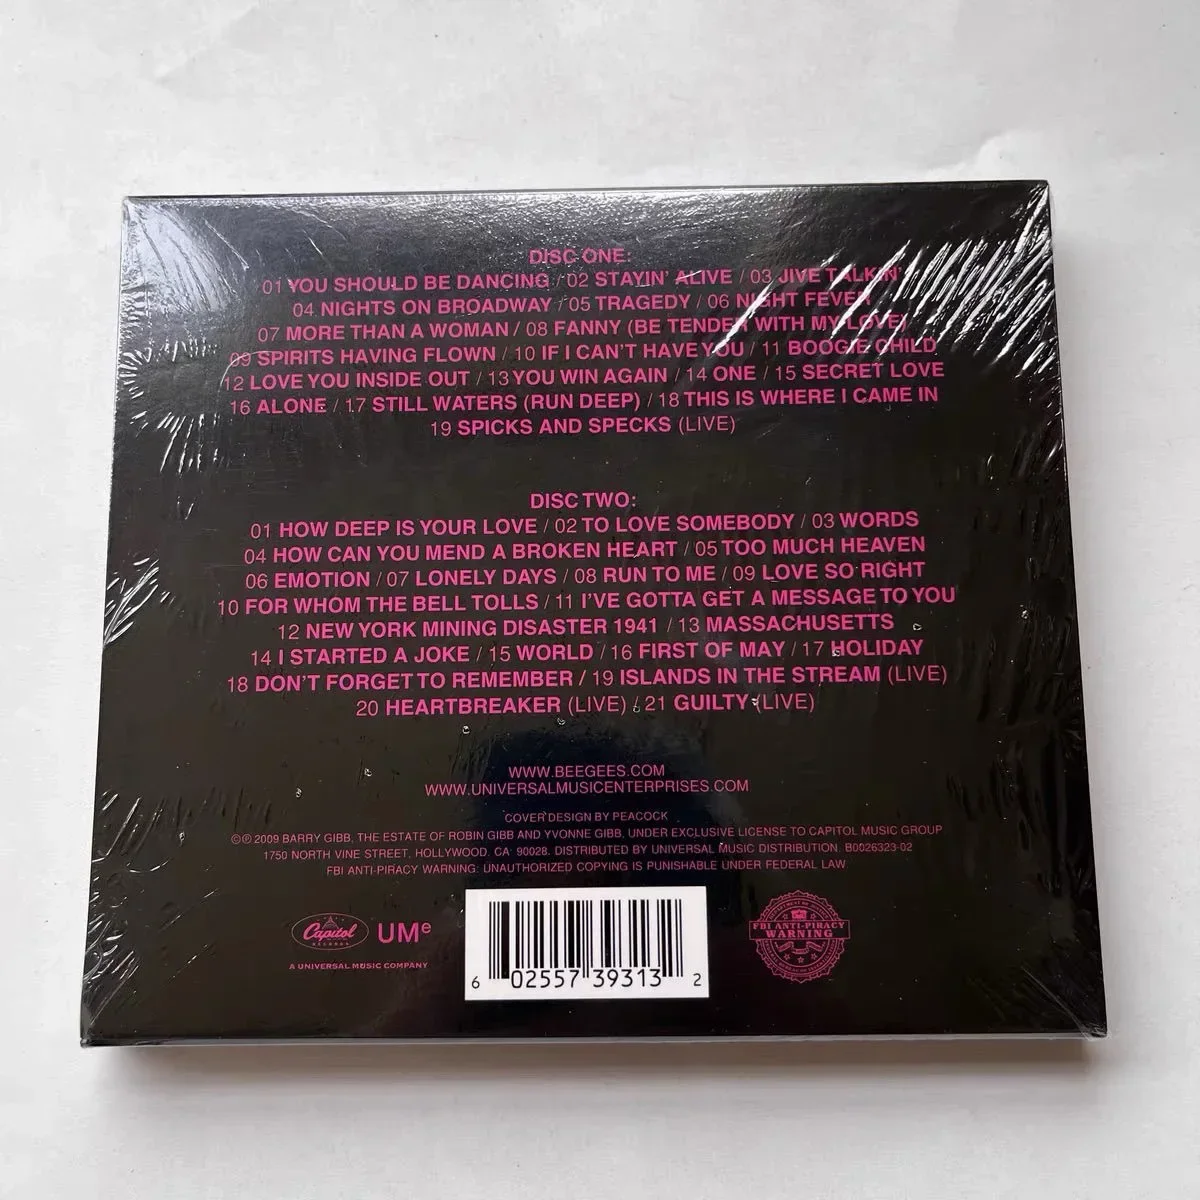 DISC ONE:
01 YOU SHOULD BE DANCING / 02 STAYIN' ALIVE / 03 JIVE TALKIN'
04 NIGHTS ON BROADWAY / 05 TRAGEDY / 06 NIGHT FEVER
07 MORE THAN A WOMAN / 08 FANNY (BE TENDER WITH MY LOVE)
09 SPIRITS HAVING FLOWN / 10 IF I CAN'T HAVE YOU / 11 BOOGIE CHILD
12 LOVE YOU INSIDE OUT / 13 YOU WIN AGAIN / 14 ONE / 15 SECRET LOVE
16 ALONE / 17 STILL WATERS (RUN DEEP) / 18 THIS IS WHERE I CAME IN
19 SPICKS AND SPECKS (LIVE)
DISC TWO:
01 HOW DEEP IS YOUR LOVE / 02 TO LOVE SOMEBODY / 03 WORDS
04 HOW CAN YOU MEND A BROKEN HEART / 05 TOO MUCH HEAVEN
06 EMOTION / 07 LONELY DAYS / 08 RUN TO ME / 09 LOVE SO RIGHT
10 FOR WHOM THE BELL TOLLS / 11 I'VE GOTTA GET A MESSAGE TO YOU
12 NEW YORK MINING DISASTER 1941 / 13 MASSACHUSETTS
14 I STARTED A JOKE / 15 WORLD / 16 FIRST OF MAY / 17 HOLIDAY
18 DON'T FORGET TO REMEMBER / 19 ISLANDS IN THE STREAM (LIVE)
20 HEARTBREAKER (LIVE) / 21 GUILTY (LIVE)
WWW.BEEGEES.COM
WWW.UNIVERSALMUSICENTERPRISES.COM
COVER DESIGN BY PEACOCK
©℗ 2009 BARRY GIBB, THE ESTATE OF ROBIN GIBB AND YVONNE GIBB, UNDER EXCLUSIVE LICENSE TO CAPITOL MUSIC GROUP
1750 NORTH VINE STREET, HOLLYWOOD, CA 90028. DISTRIBUTED BY UNIVERSAL MUSIC DISTRIBUTION. B0026323-02
FBI ANTI-PIRACY WARNING: UNAUTHORIZED COPYING IS PUNISHABLE UNDER FEDERAL LAW
Capitol
RECORDS
UMe
A UNIVERSAL MUSIC COMPANY
6 02557 39313 2
FBI ANTI-PIRACY
WARNING